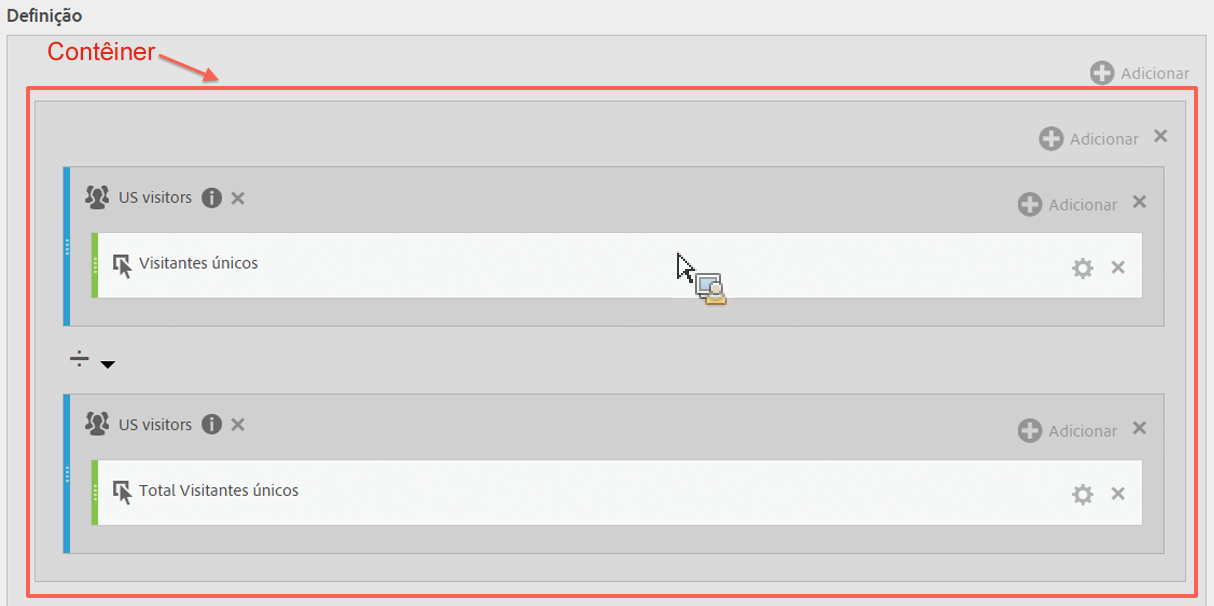 Definição
Contêiner
Adicionar
Adicionar
US visitors
Adicionar
Visitantes únicos
÷
US visitors
Adicionar
Total Visitantes únicos